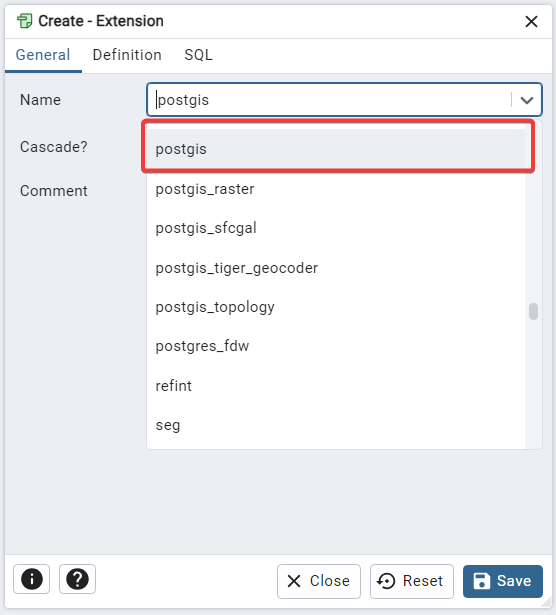 Create - Extension
General Definition SQL
Name postgis
Cascade? postgis
Comment postgis_raster
postgis_sfcgal
postgis_tiger_geocoder
postgis_topology
postgres_fdw
refint
seg
Close Reset Save